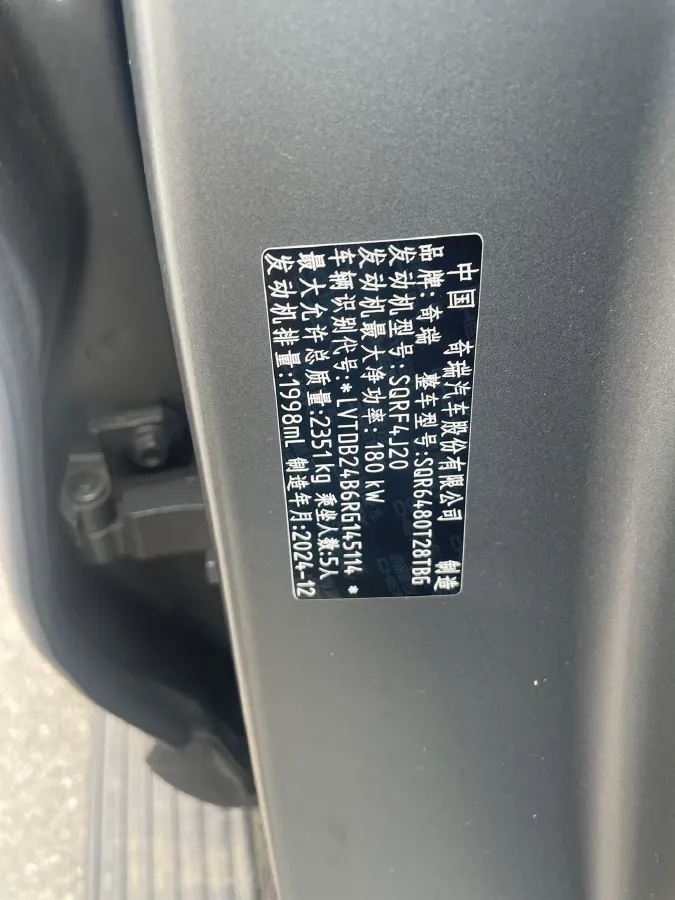 中国 奇瑞汽车股份有限公司 制造
品牌:奇瑞 整车型号:SQR6480T28TBG
发动机型号:SQRF4J20
发动机最大净功率:180 kW
车辆识别代号:*LVTDB24B6RG145114*
最大允许总质量:2351kg 乘坐人数:5人
发动机排量:1998mL 制造年月:2024-12